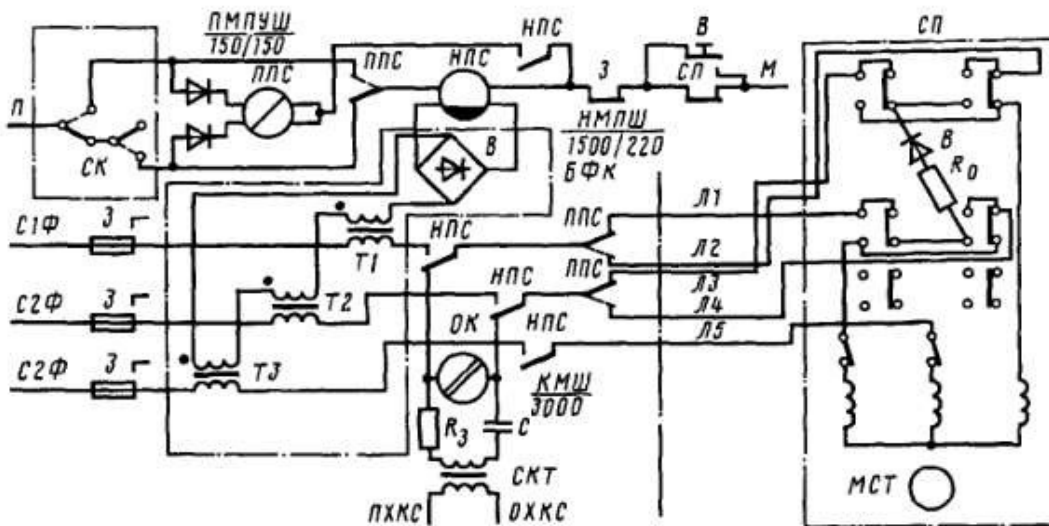 ПМПУШ
150/150
НПС
НПС
В
СП
П
ППС
ППС
З
СП
М
СК
НМПШ
1500/220
БФК
В
В
R0
С1Ф
З
Т1
НПС
ППС
Л1
Л2
С2Ф
З
Т2
НПС
ППС
Л3
Л4
ОК
НПС
Л5
С2Ф
З
Т3
КМШ
3000
R3
С
СКТ
ПХКС
ОХКС
МСТ